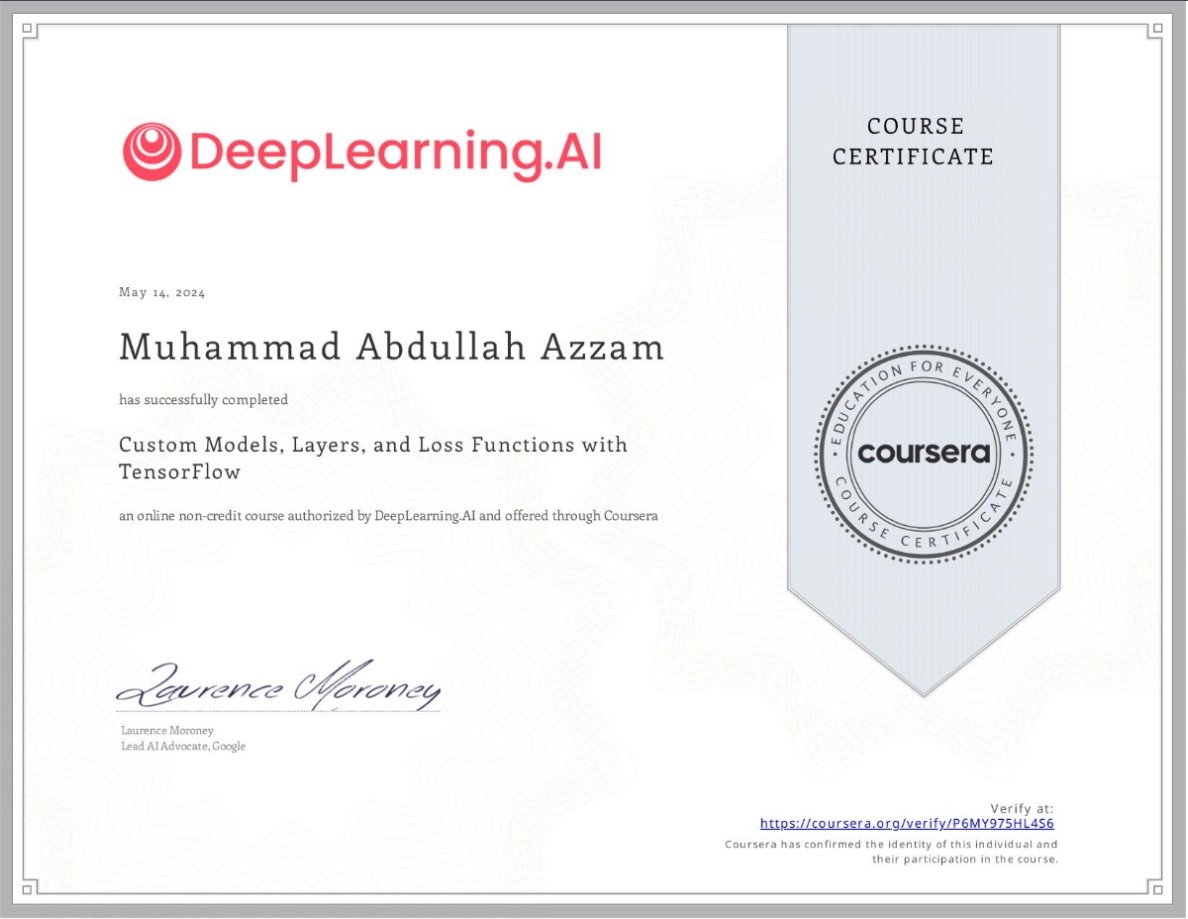 DeepLearning.AI
COURSE
CERTIFICATE
May 14, 2024
Muhammad Abdullah Azzam
has successfully completed
Custom Models, Layers, and Loss Functions with
TensorFlow
an online non-credit course authorized by DeepLearning.AI and offered through Coursera
EDUCATION FOR EVERYONE
coursera
COURSE CERTIFICATE
Laurence Moroney
Laurence Moroney
Lead AI Advocate, Google
Verify at:
https://coursera.org/verify/P6MY975HL4S6
Coursera has confirmed the identity of this individual and
their participation in the course.